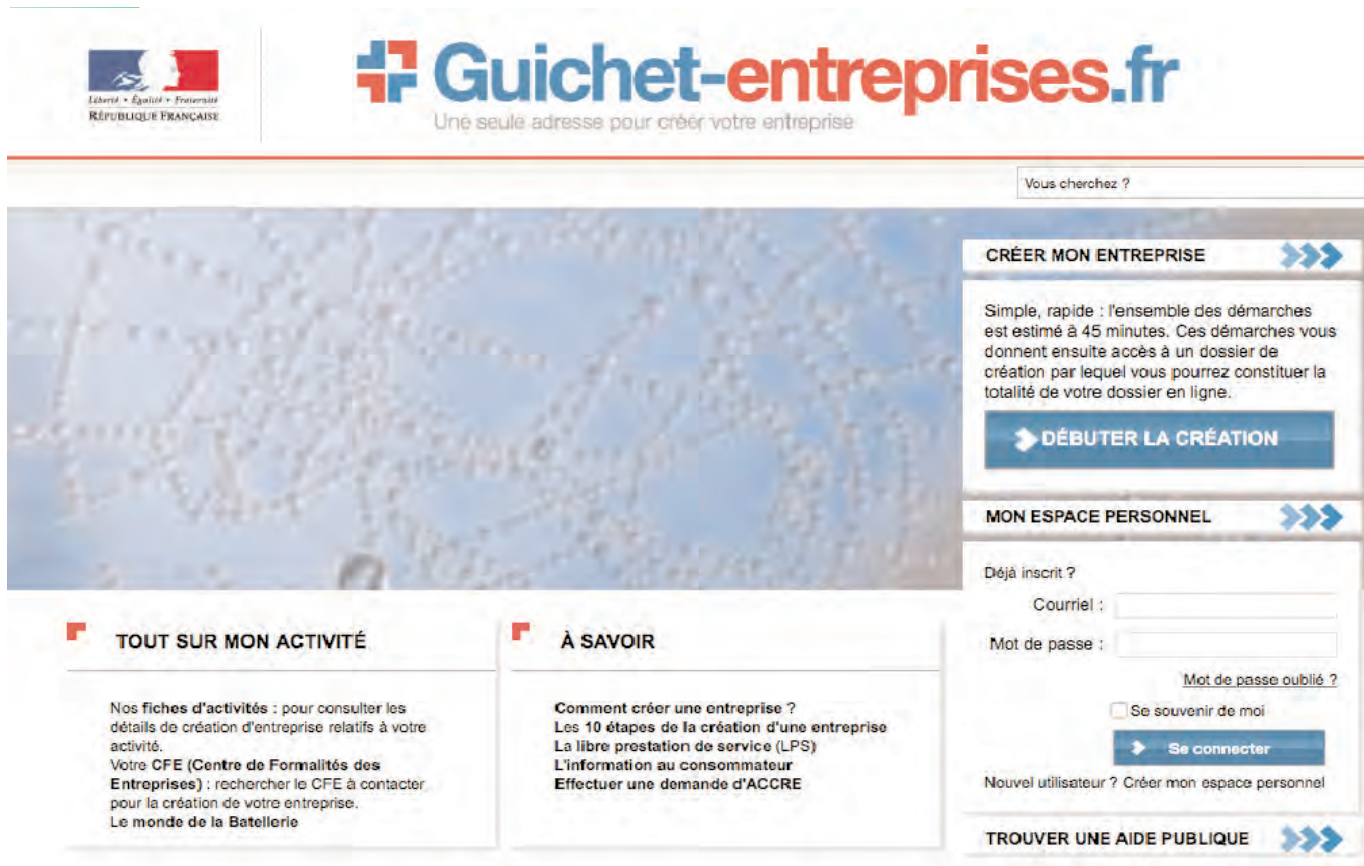 Liberté • Égalité • Fraternité
RÉPUBLIQUE FRANÇAISE
Guichet-entreprises.fr
Une seule adresse pour créer votre entreprise
Vous cherchez ?
CRÉER MON ENTREPRISE
Simple, rapide : l'ensemble des démarches
est estimé à 45 minutes. Ces démarches vous
donnent ensuite accès à un dossier de
création par lequel vous pourrez constituer la
totalité de votre dossier en ligne.
DÉBUTER LA CRÉATION
MON ESPACE PERSONNEL
Déjà inscrit ?
Courriel :
Mot de passe :
Mot de passe oublié ?
Se souvenir de moi
Se connecter
Nouvel utilisateur ? Créer mon espace personnel
TROUVER UNE AIDE PUBLIQUE
TOUT SUR MON ACTIVITÉ
Nos fiches d'activités : pour consulter les
détails de création d'entreprise relatifs à votre
activité.
Votre CFE (Centre de Formalités des
Entreprises) : rechercher le CFE à contacter
pour la création de votre entreprise.
Le monde de la Batellerie
À SAVOIR
Comment créer une entreprise ?
Les 10 étapes de la création d'une entreprise
La libre prestation de service (LPS)
L'information au consommateur
Effectuer une demande d'ACCRE